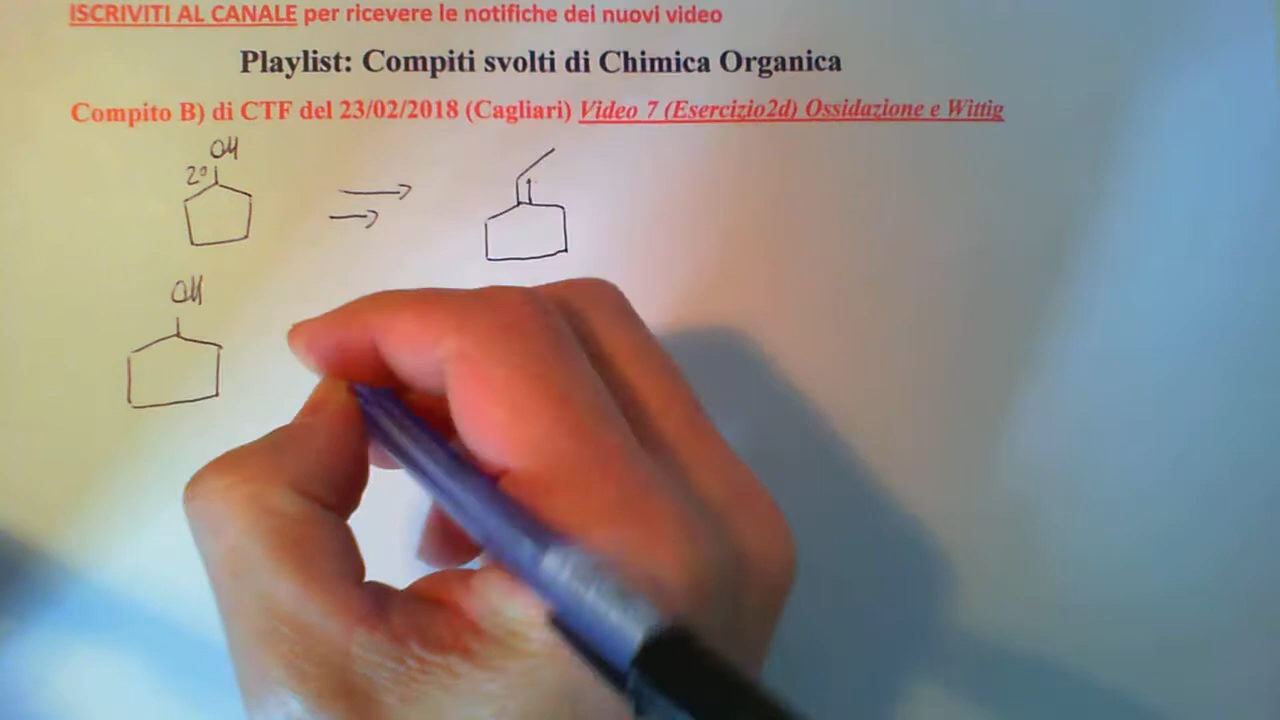 ISCRIVITI AL CANALE per ricevere le notifiche dei nuovi video
Playlist: Compiti svolti di Chimica Organica
Compito B) di CTF del 23/02/2018 (Cagliari) Video 7 (Esercizio2d) Ossidazione e Wittig
OH
2º
OH